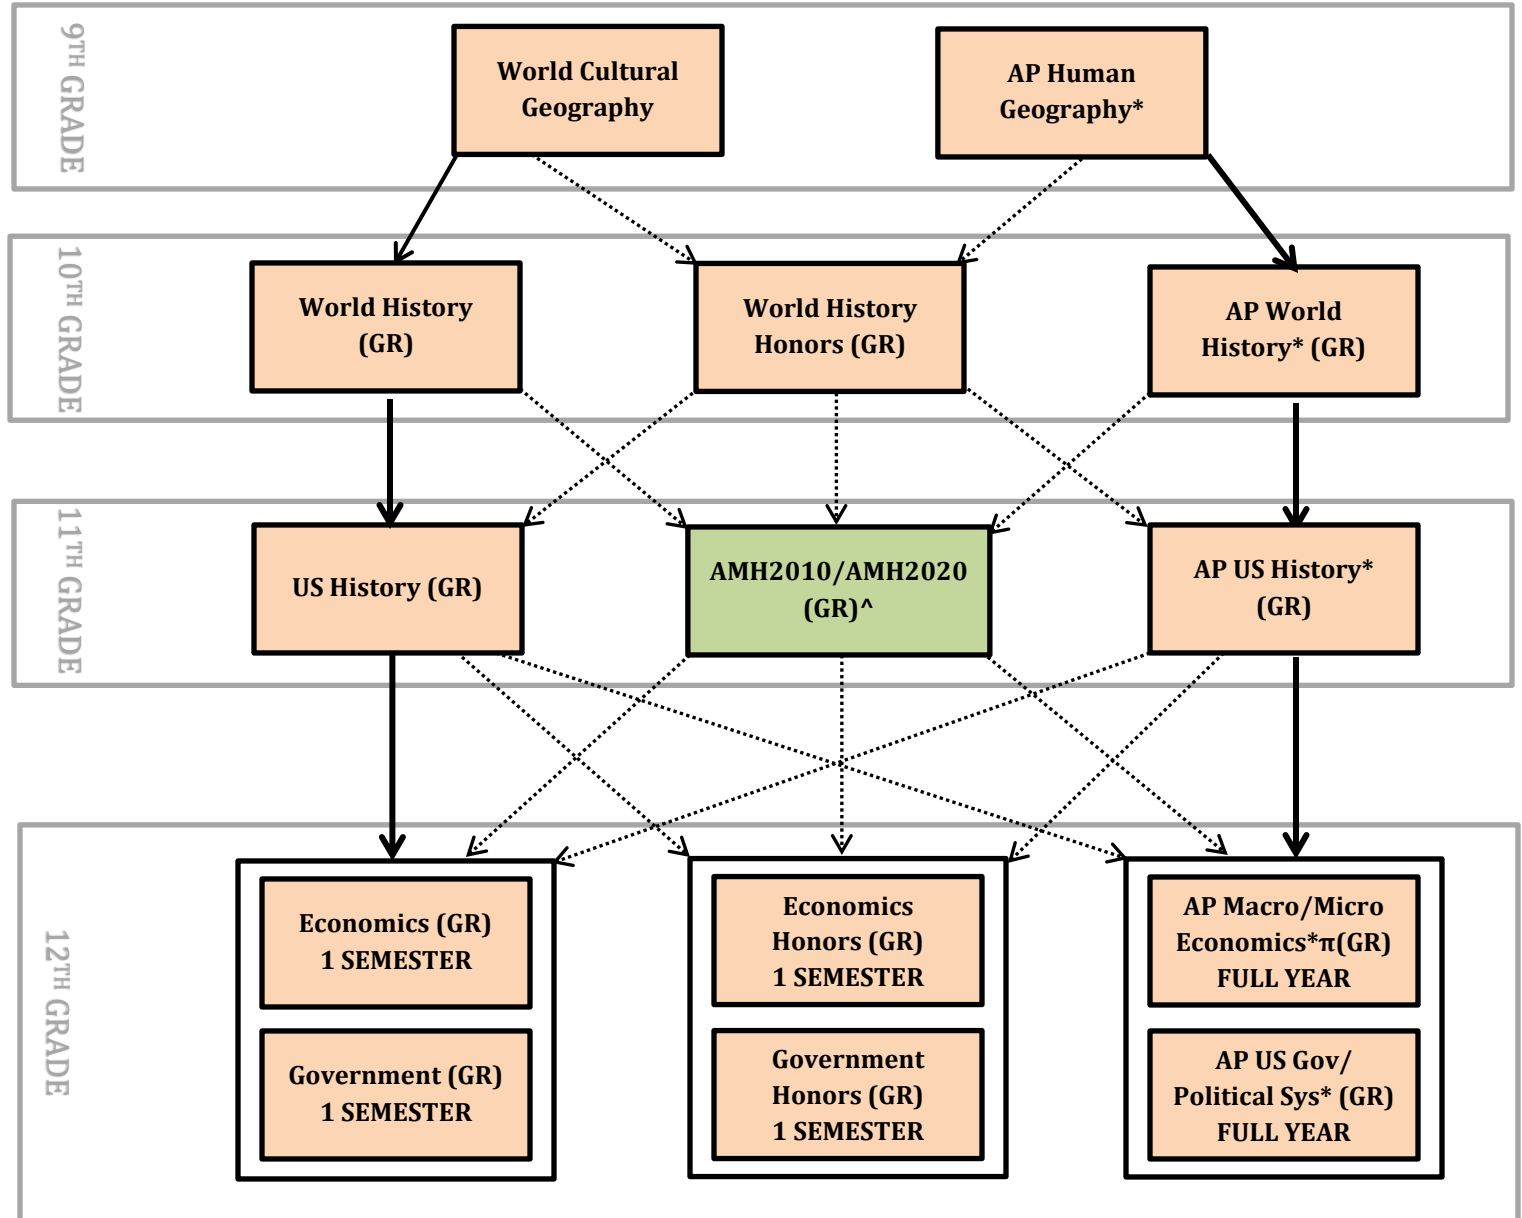 9TH GRADE
World Cultural
Geography
AP Human
Geography*
10TH GRADE
World History
(GR)
World History
Honors (GR)
AP World
History* (GR)
11TH GRADE
US History (GR)
AMH2010/AMH2020
(GR)^
AP US History*
(GR)
12TH GRADE
Economics (GR)
1 SEMESTER
Government (GR)
1 SEMESTER
Economics
Honors (GR)
1 SEMESTER
Government
Honors (GR)
1 SEMESTER
AP Macro/Micro
Economics*π(GR)
FULL YEAR
AP US Gov/
Political Sys* (GR)
FULL YEAR